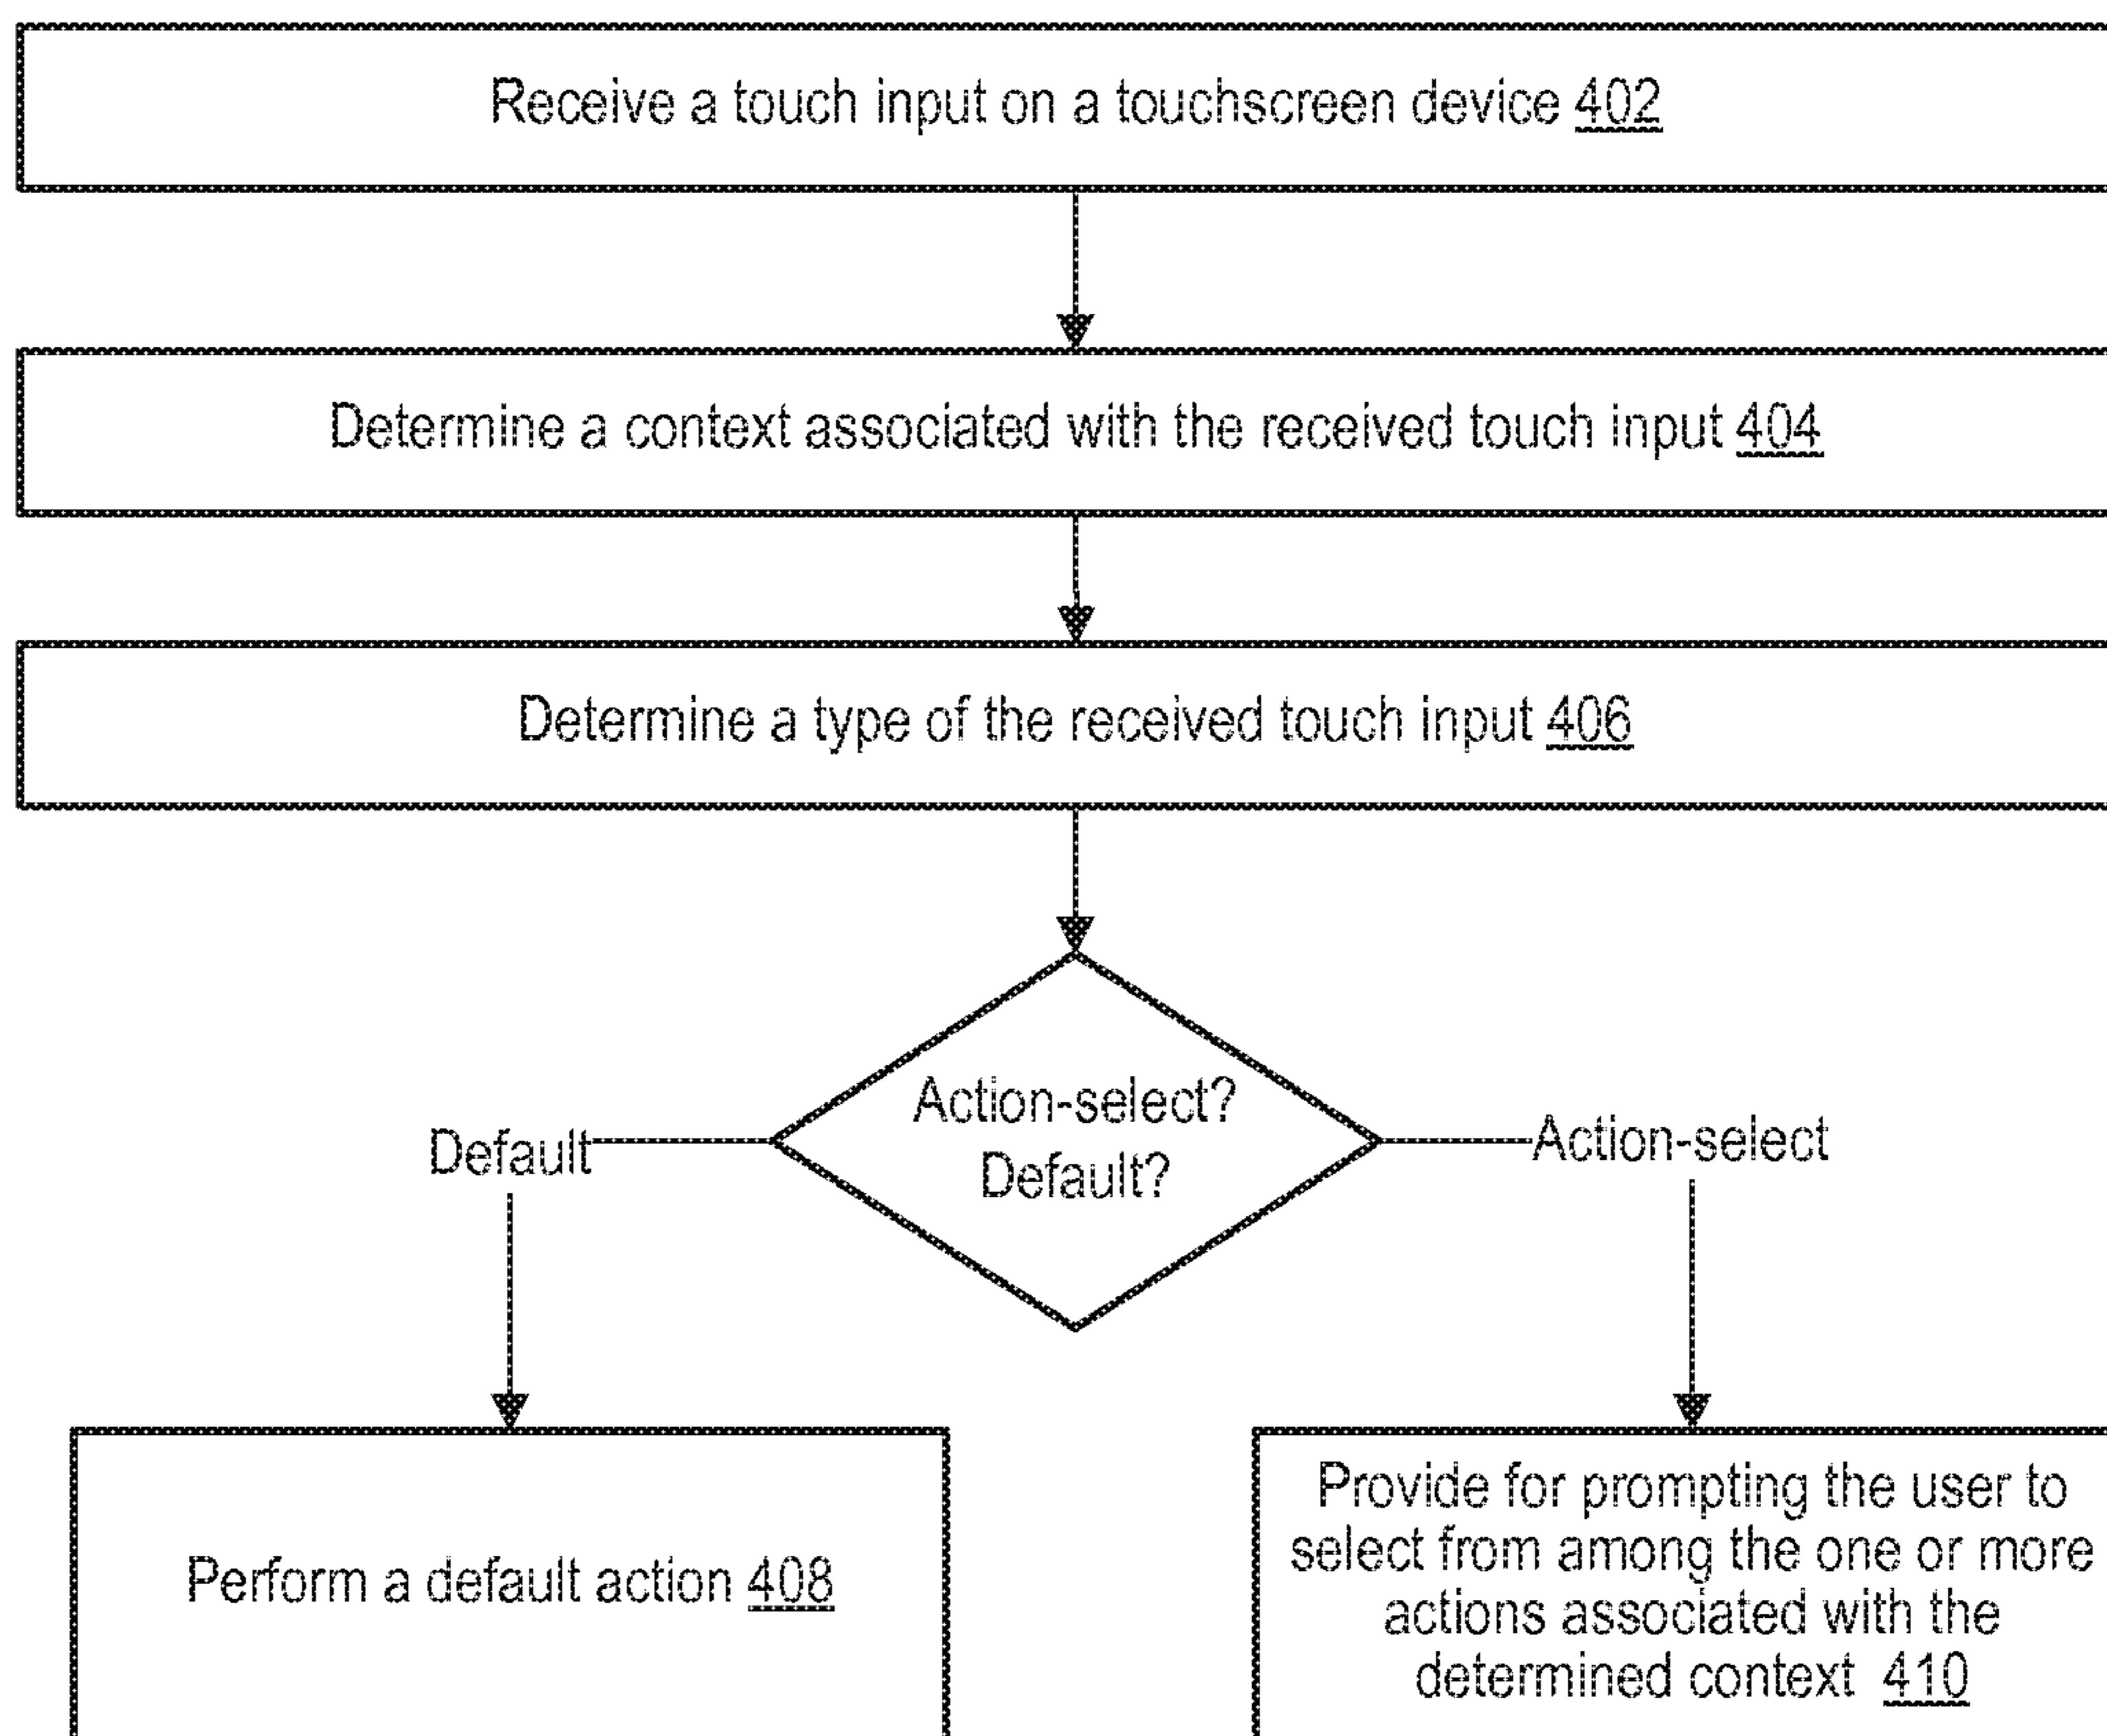 Receive a touch input on a touchscreen device 402
Determine a context associated with the received touch input 404
Determine a type of the received touch input 406
Action-select?
Default?
Default
Action-select
Perform a default action 408
Provide for prompting the user to
select from among the one or more
actions associated with the
determined context 410